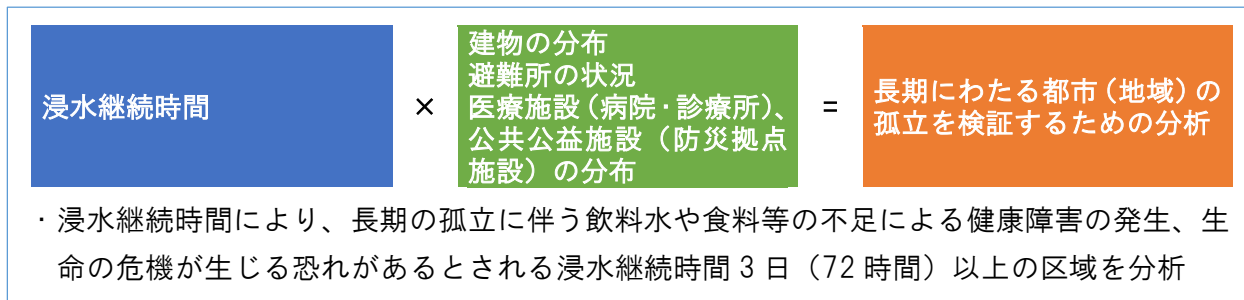 浸水継続時間
×
建物の分布
避難所の状況
医療施設（病院・診療所）、
公共公益施設（防災拠点
施設）の分布
=
長期にわたる都市（地域）の
孤立を検証するための分析
・浸水継続時間により、長期の孤立に伴う飲料水や食料等の不足による健康障害の発生、生
命の危機が生じる恐れがあるとされる浸水継続時間 3 日（72 時間）以上の区域を分析